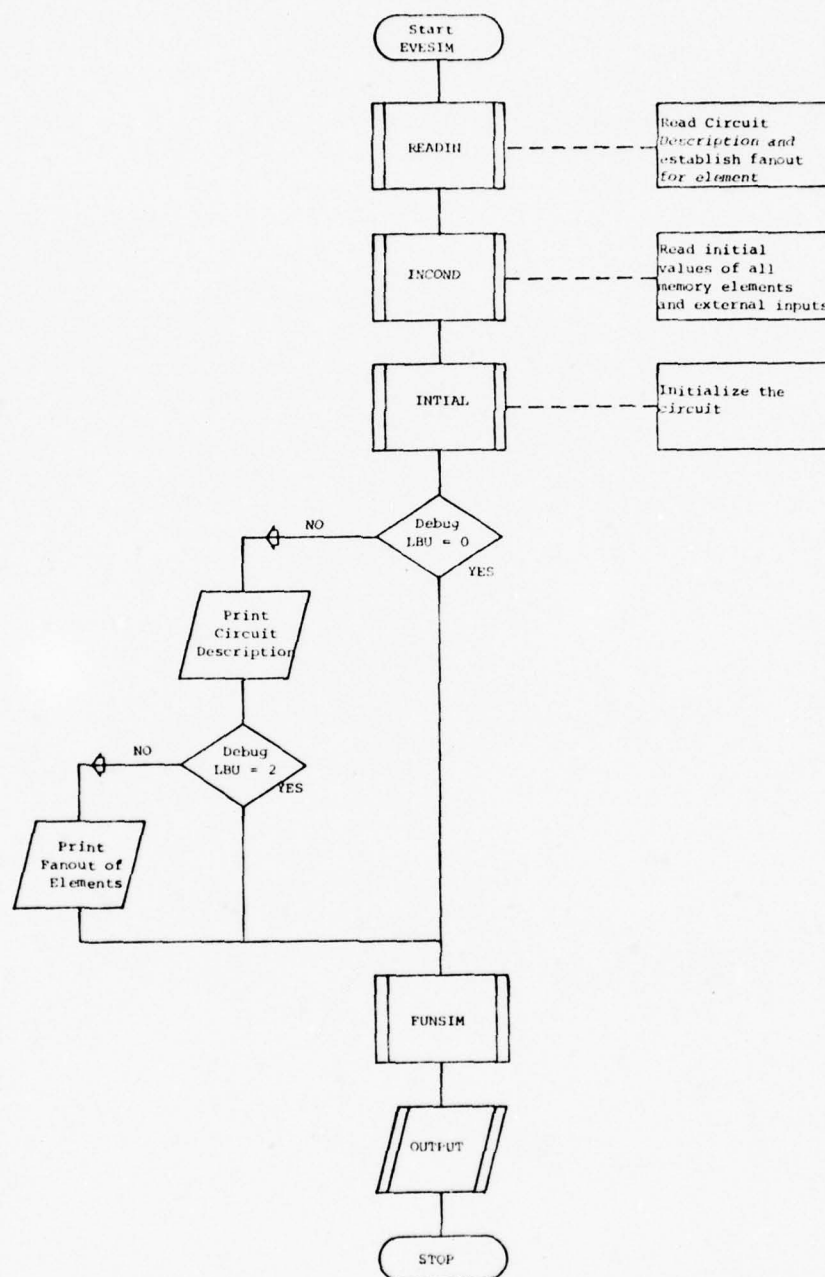 Start
EVESIM
READIN
Read Circuit
Description and
establish fanout
for element
INCOND
Read initial
values of all
memory elements
and external inputs
INTIAL
Initialize the
circuit
Debug
LBU = 0
NO
YES
Print
Circuit
Description
Debug
LBU = 2
NO
YES
Print
Fanout of
Elements
FUNSIM
OUTPUT
STOP